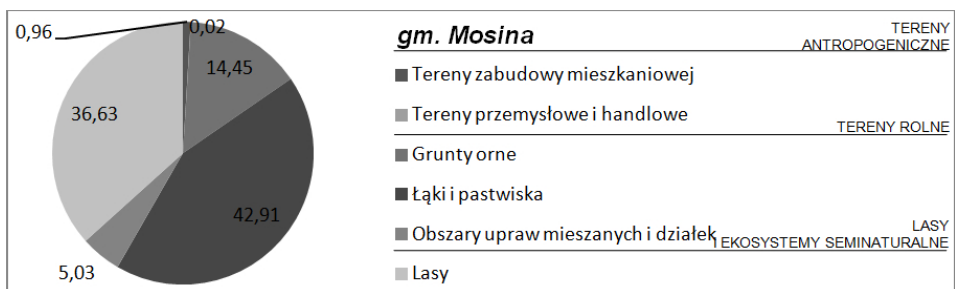 0,96
0,02
14,45
36,63
42,91
5,03
gm. Mosina
TERENY
ANTROPOGENICZNE
Tereny zabudowy mieszkaniowej
Tereny przemysłowe i handlowe
TERENY ROLNE
Grunty orne
Łąki i pastwiska
LASY
Obszary upraw mieszanych i działek
I EKOSYSTEMY SEMINATURALNE
Lasy